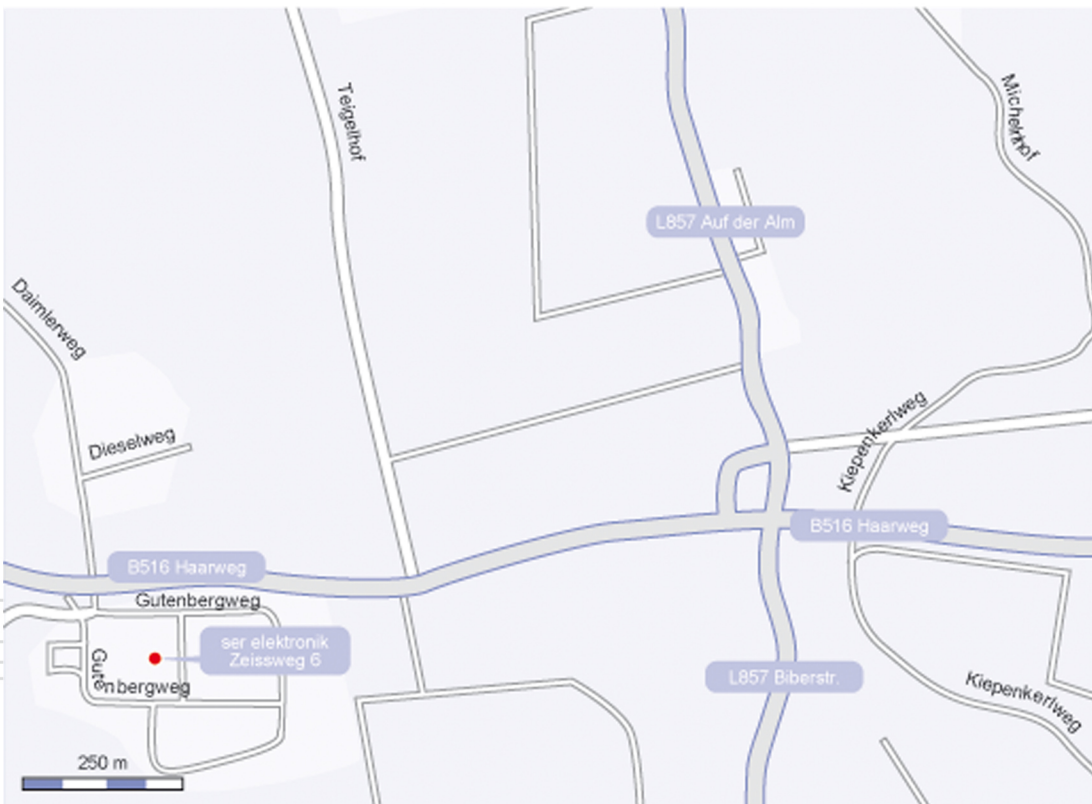 Teigelhof
Michelnhof
L857 Auf der Alm
Daimlerweg
Dieselweg
Kiepenkerlweg
B516 Haarweg
B516 Haarweg
Gutenbergweg
ser elektronik
Zeissweg 6
Gutenbergweg
L857 Biberstr.
Kiepenkerlweg
250 m